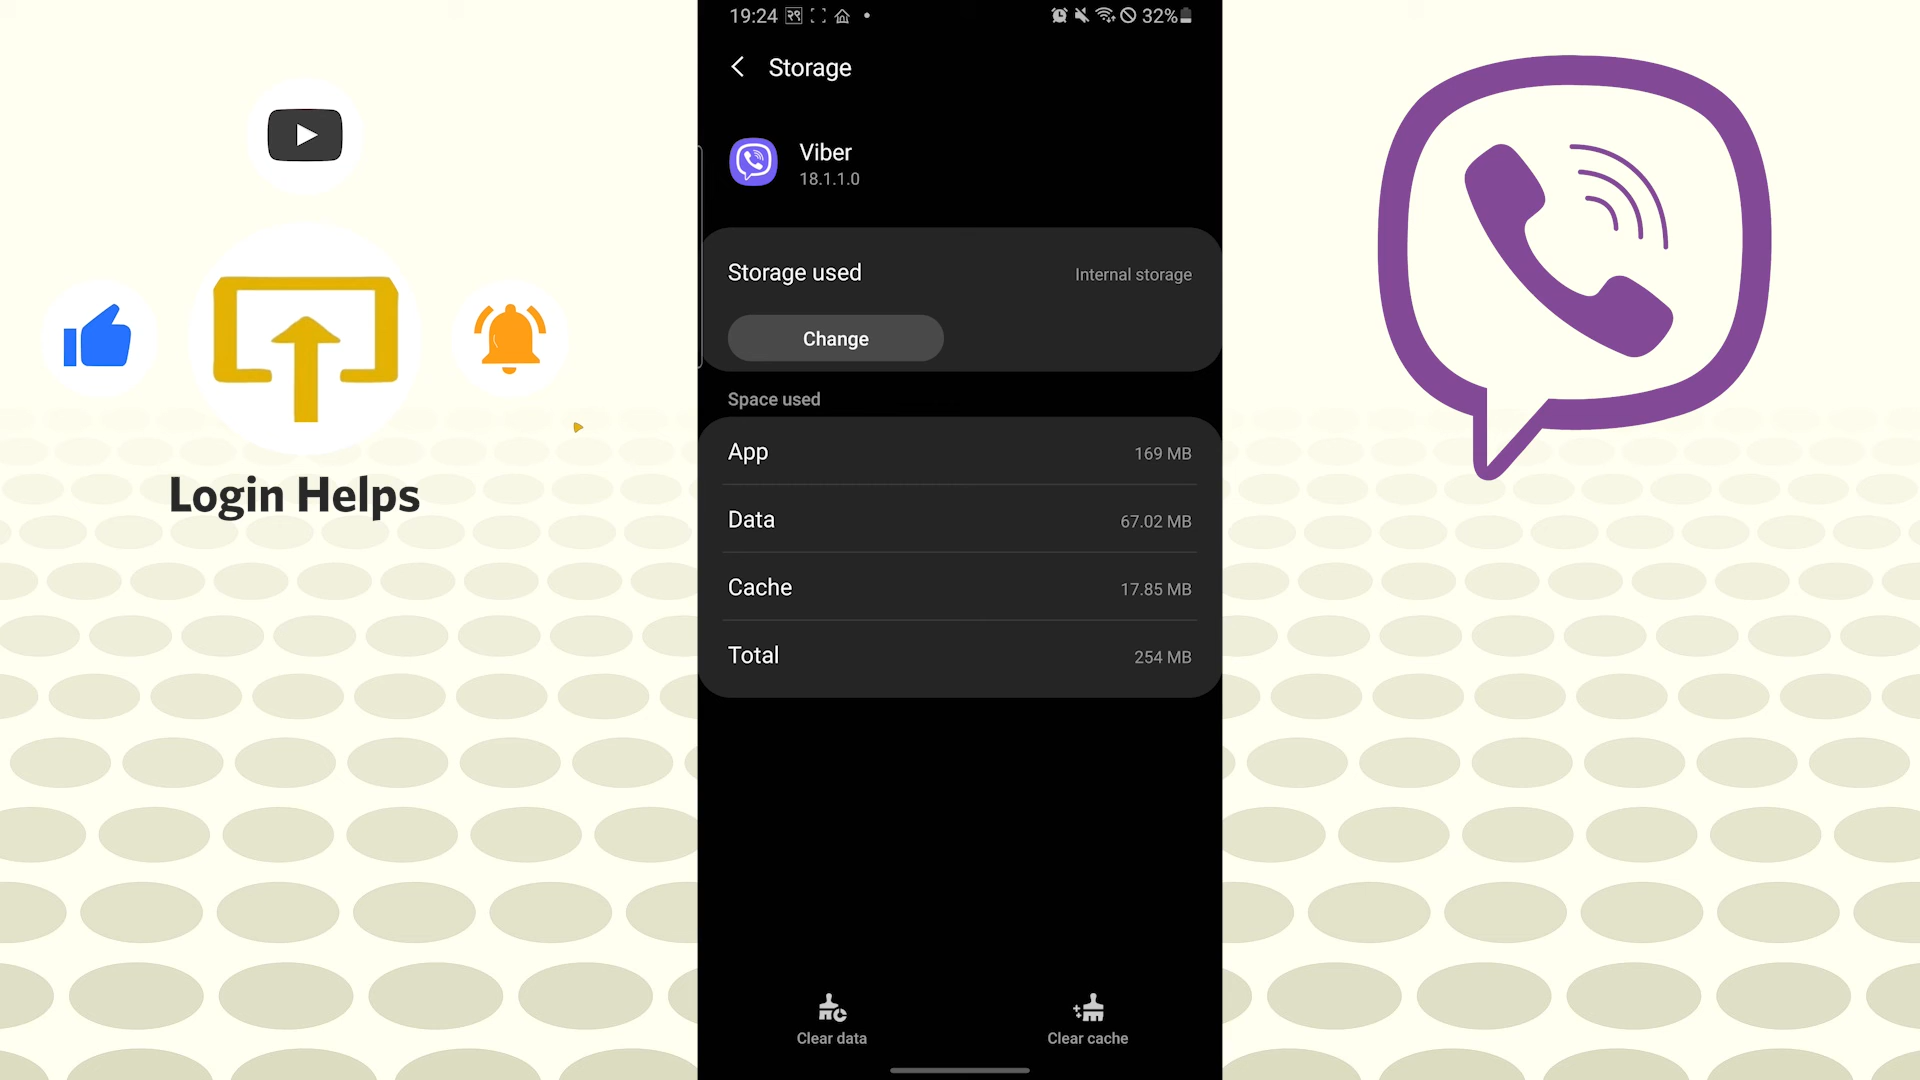 19:24 २९ 32%
Storage
Viber
18.1.1.0
Storage used Internal storage
Change
Space used
App 169 MB
Data 67.02 MB
Cache 17.85 MB
Total 254 MB
Clear data Clear cache
Login Helps